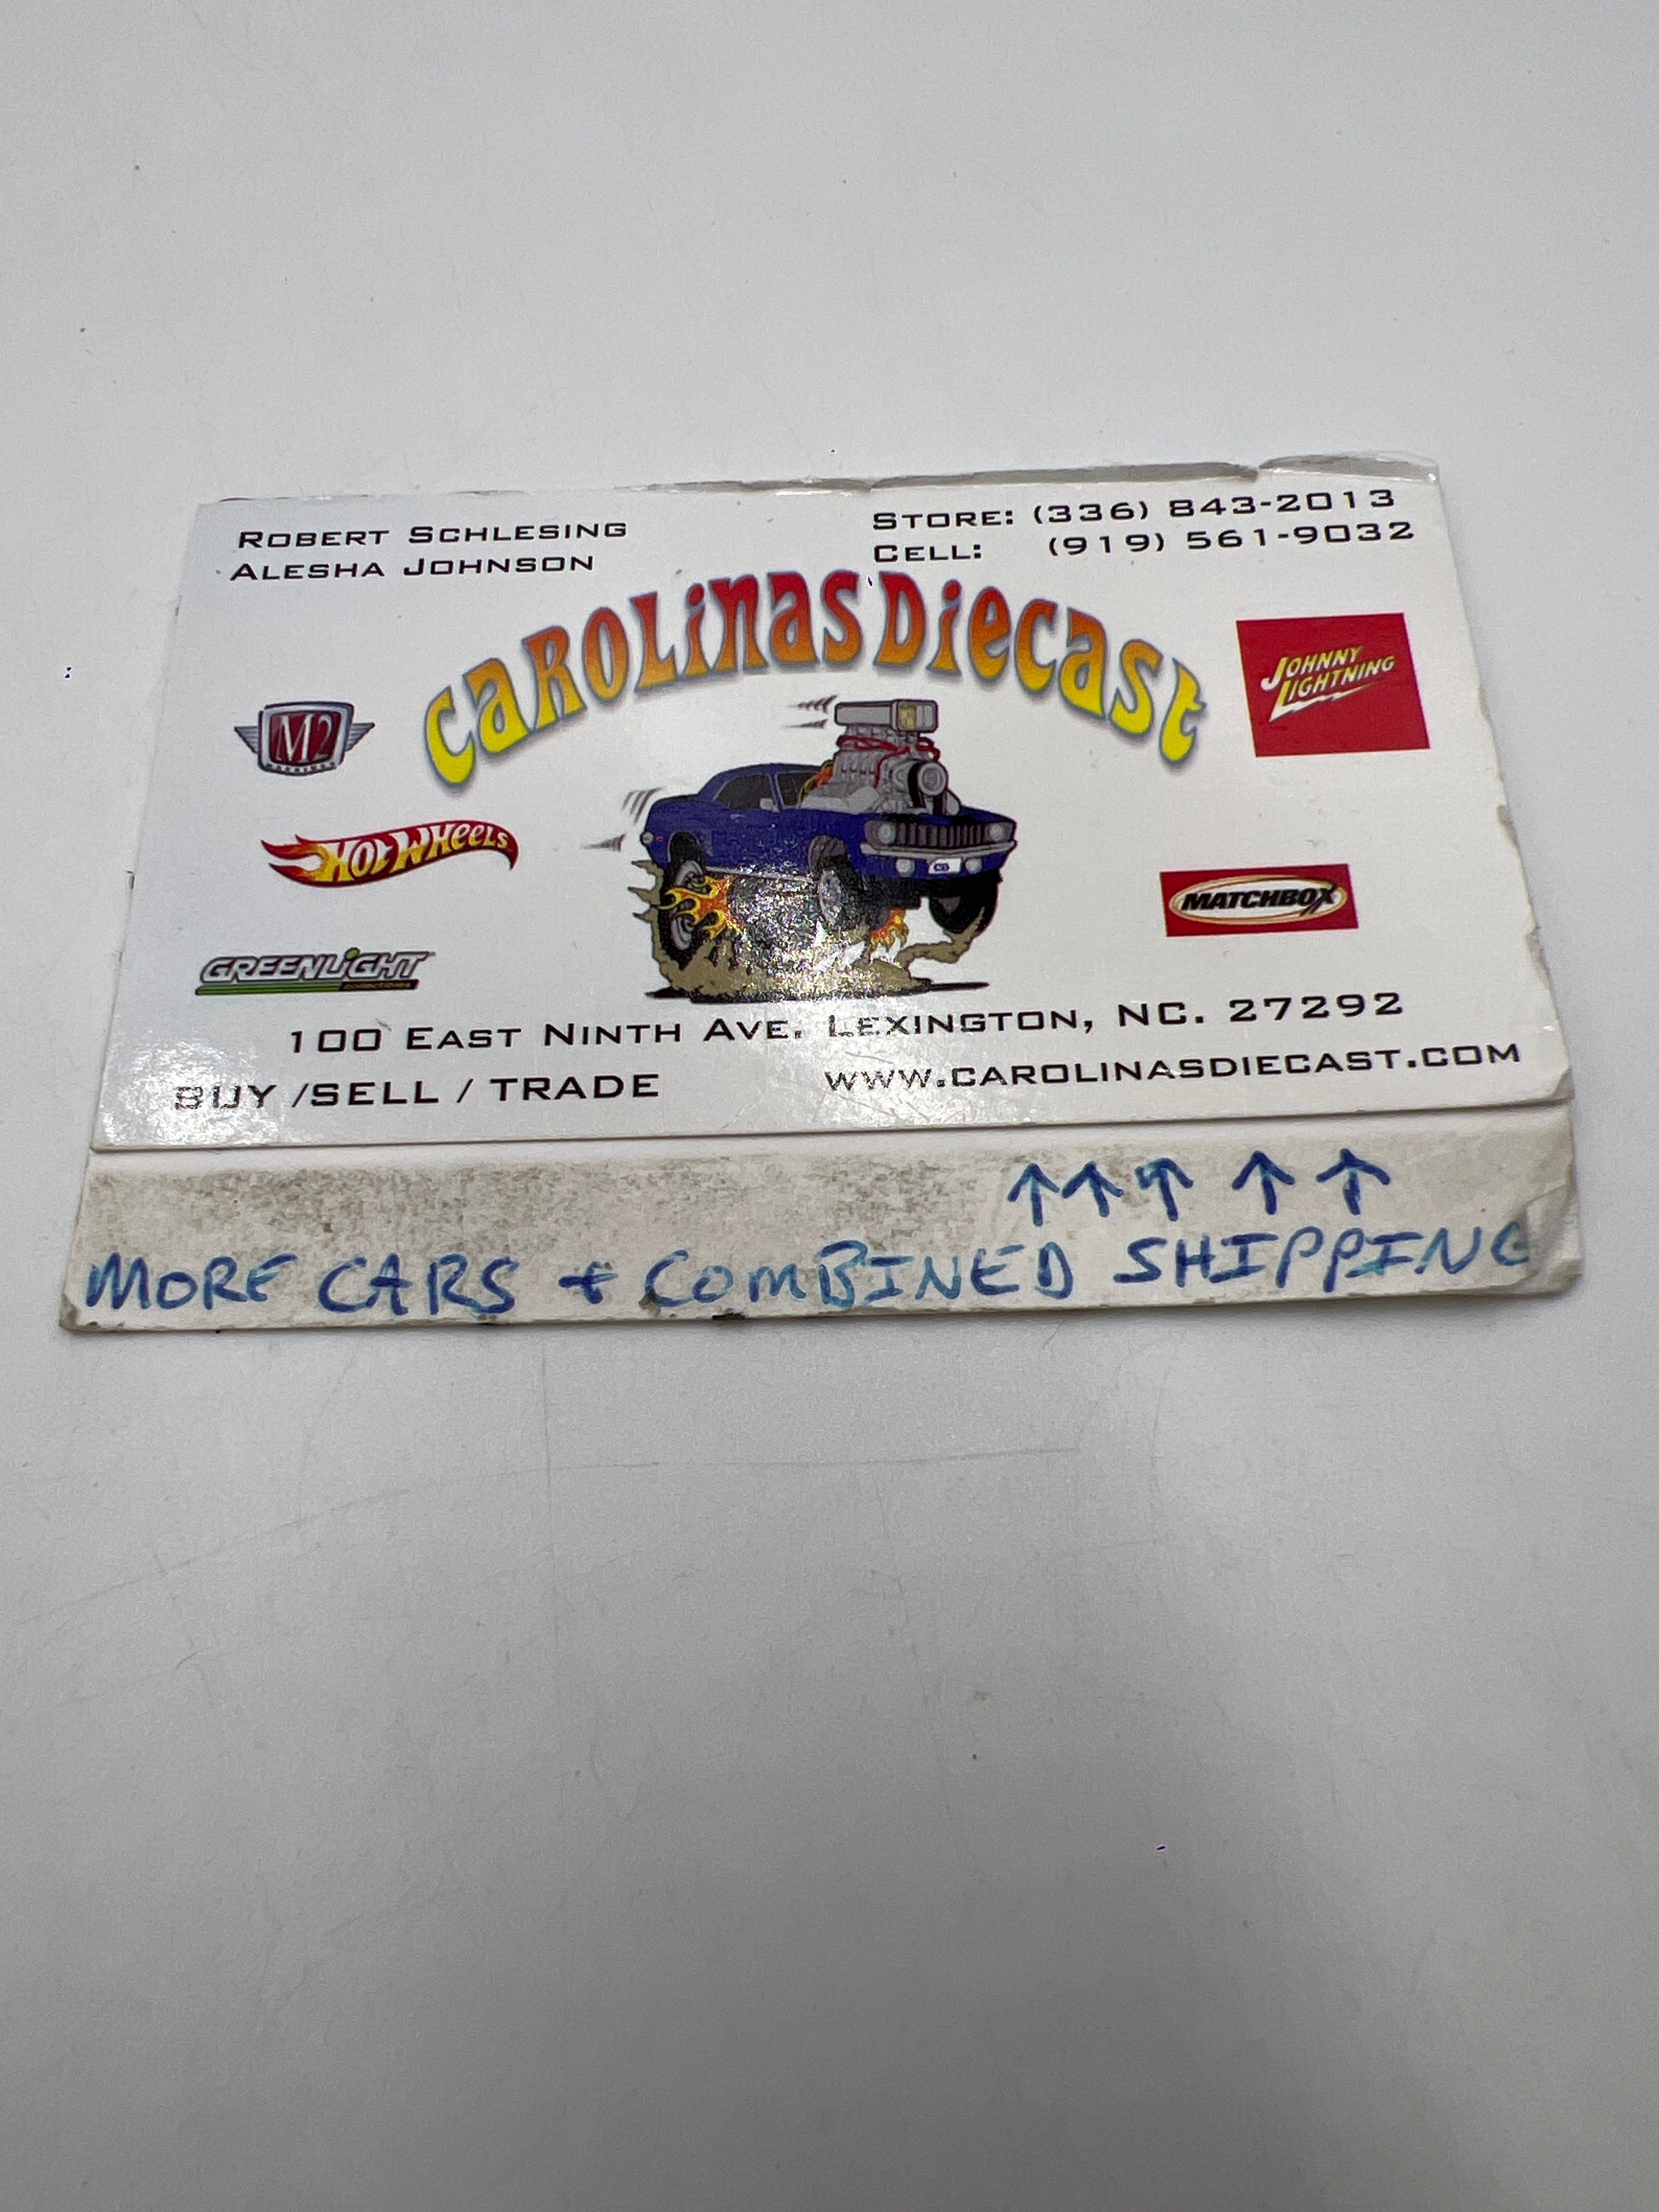 ROBERT SCHLESING
ALESHA JOHNSON
STORE: (336) 843-2013
CELL: (919) 561-9032
CAROLINAS DIECAST
M2
MACHINES
JOHNNY
LIGHTNING
HOT WHEELS
MATCHBOX
GREENLIGHT
collectibles
100 EAST NINTH AVE. LEXINGTON, NC. 27292
BUY /SELL / TRADE
WWW.CAROLINASDIECAST.COM
↑↑↑ ↑ ↑
MORE CARS + COMBINED SHIPPING